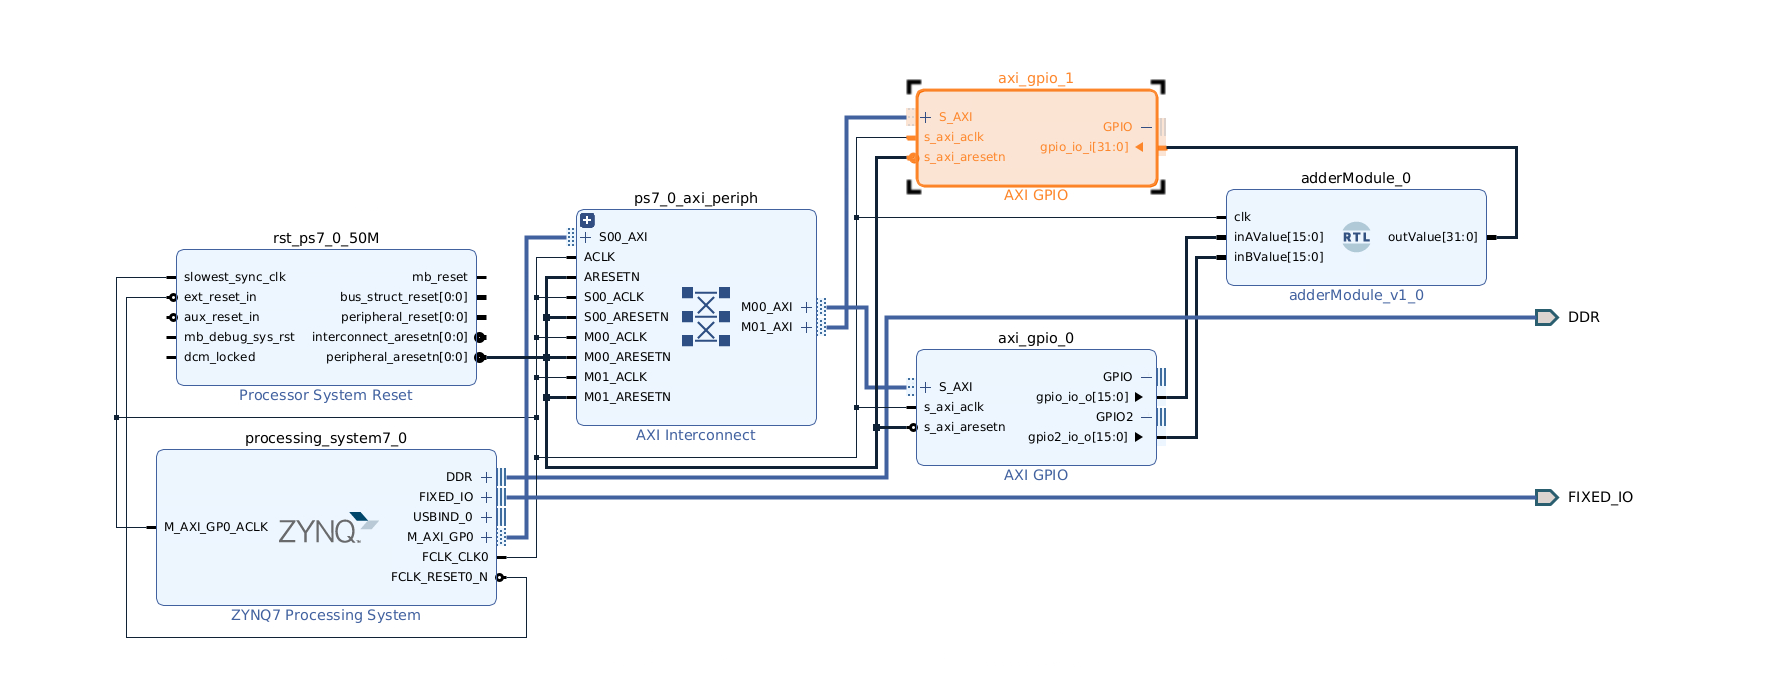 axi_gpio_1
S_AXI
s_axi_aclk
s_axi_aresetn
GPIO
gpio_io_i[31:0]
AXI GPIO
adderModule_0
clk
inAValue[15:0]
inBValue[15:0]
RTL
outValue[31:0]
adderModule_v1_0
ps7_0_axi_periph
S00_AXI
ACLK
ARESETN
S00_ACLK
S00_ARESETN
M00_ACLK
M00_ARESETN
M01_ACLK
M01_ARESETN
M00_AXI
M01_AXI
AXI Interconnect
rst_ps7_0_50M
slowest_sync_clk
ext_reset_in
aux_reset_in
mb_debug_sys_rst
dcm_locked
mb_reset
bus_struct_reset[0:0]
peripheral_reset[0:0]
interconnect_aresetn[0:0]
peripheral_aresetn[0:0]
Processor System Reset
DDR
axi_gpio_0
S_AXI
s_axi_aclk
s_axi_aresetn
GPIO
gpio_io_o[15:0]
GPIO2
gpio2_io_o[15:0]
AXI GPIO
processing_system7_0
M_AXI_GP0_ACLK
ZYNQ
DDR
FIXED_IO
USBIND_0
M_AXI_GP0
FCLK_CLK0
FCLK_RESET0_N
ZYNQ7 Processing System
FIXED_IO